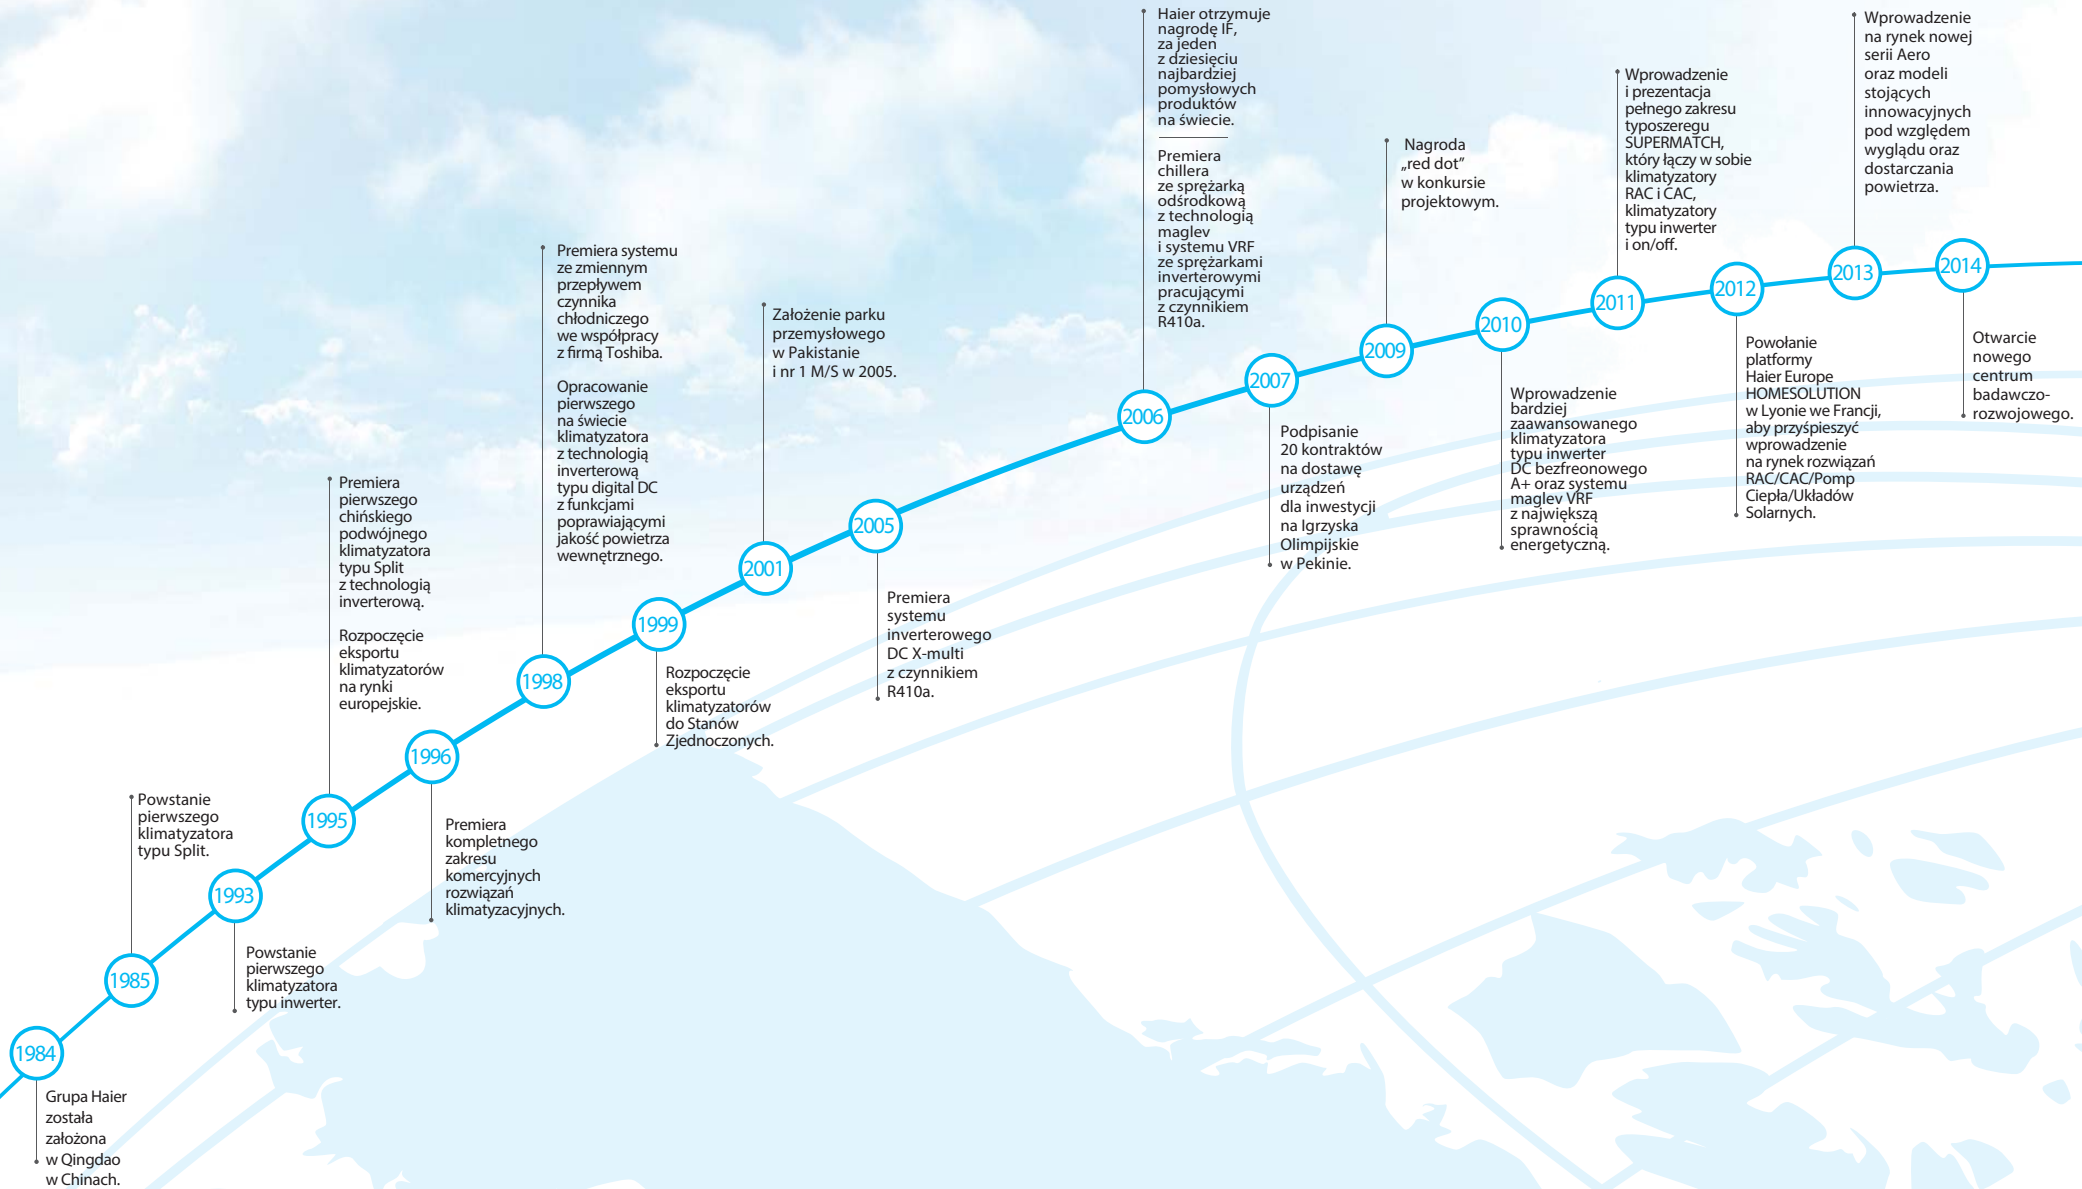 1984
Grupa Haier
została
założona
w Qingdao
w Chinach.
1985
Powstanie
pierwszego
klimatyzatora
typu Split.
1993
Powstanie
pierwszego
klimatyzatora
typu inwerter.
1995
Premiera
pierwszego
chińskiego
podwójnego
klimatyzatora
typu Split
z technologią
inverterową.
Rozpoczęcie
eksportu
klimatyzatorów
na rynki
europejskie.
1996
Premiera
kompletnego
zakresu
komercyjnych
rozwiązań
klimatyzacyjnych.
1998
Premiera systemu
ze zmiennym
przepływem
czynnika
chłodniczego
we współpracy
z firmą Toshiba.
Opracowanie
pierwszego
na świecie
klimatyzatora
z technologią
inverterową
typu digital DC
z funkcjami
poprawiającymi
jakość powietrza
wewnętrznego.
1999
Rozpoczęcie
eksportu
klimatyzatorów
do Stanów
Zjednoczonych.
2001
Założenie parku
przemysłowego
w Pakistanie
i nr 1 M/S w 2005.
2005
Premiera
systemu
inverterowego
DC X-multi
z czynnikiem
R410a.
2006
Haier otrzymuje
nagrodę IF,
za jeden
z dziesięciu
najbardziej
pomysłowych
produktów
na świecie.
Premiera
chillera
ze sprężarką
odśrodkową
z technologią
maglev
i systemu VRF
ze sprężarkami
inverterowymi
pracującymi
z czynnikiem
R410a.
2007
Podpisanie
20 kontraktów
na dostawę
urządzeń
dla inwestycji
na Igrzyska
Olimpijskie
w Pekinie.
2009
Nagroda
„red dot”
w konkursie
projektowym.
2010
Wprowadzenie
bardziej
zaawansowanego
klimatyzatora
typu inwerter
DC bezfreonowego
A+ oraz systemu
maglev VRF
z największą
sprawnością
energetyczną.
2011
Wprowadzenie
i prezentacja
pełnego zakresu
typoszeregu
SUPERMATCH,
który łączy w sobie
klimatyzatory
RAC i CAC,
klimatyzatory
typu inwerter
i on/off.
2012
Powołanie
platformy
Haier Europe
HOMESOLUTION
w Lyonie we Francji,
aby przyśpieszyć
wprowadzenie
na rynek rozwiązań
RAC/CAC/Pomp
Ciepła/Układów
Solarnych.
2013
Wprowadzenie
na rynek nowej
serii Aero
oraz modeli
stojących
innowacyjnych
pod względem
wyglądu oraz
dostarczania
powietrza.
2014
Otwarcie
nowego
centrum
badawczo-
rozwojowego.